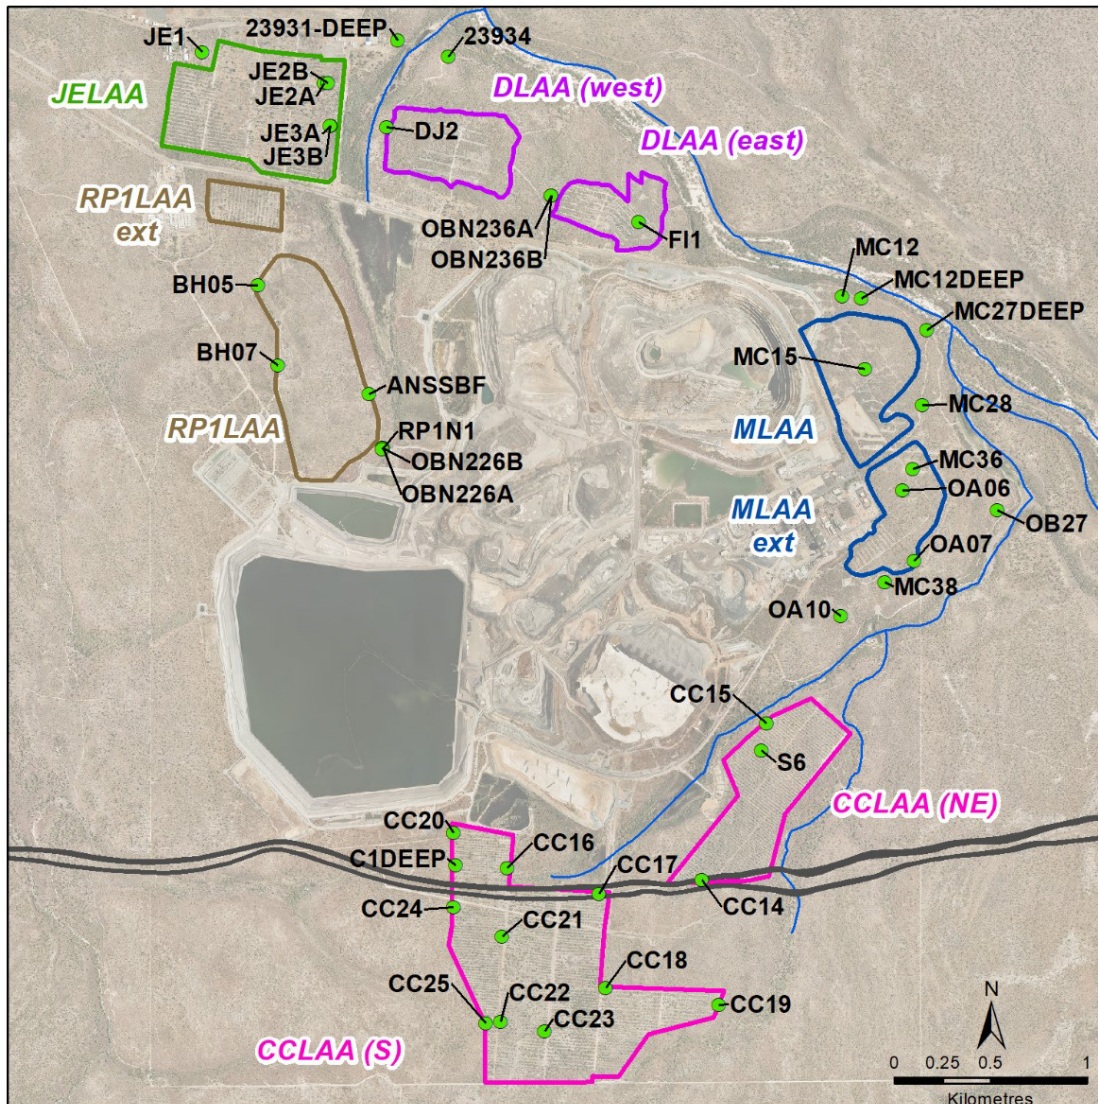 23931-DEEP
23934
JE1
JE2B
JE2A
JELAA
DLAA (west)
JE3A
JE3B
DJ2
DLAA (east)
RP1LAA
ext
OBN236A
OBN236B
FI1
BH05
MC12
MC12DEEP
MC27DEEP
BH07
MC15
ANSSBF
MC28
RP1LAA
RP1N1
OBN226B
OBN226A
MLAA
MC36
OA06
MLAA
ext
OB27
OA07
MC38
OA10
CC15
S6
CCLAA (NE)
CC20
C1DEEP
CC16
CC17
CC14
CC24
CC21
CC18
CC25
CC22
CC23
CC19
CCLAA (S)
N
0 0.25 0.5 1
Kilometres